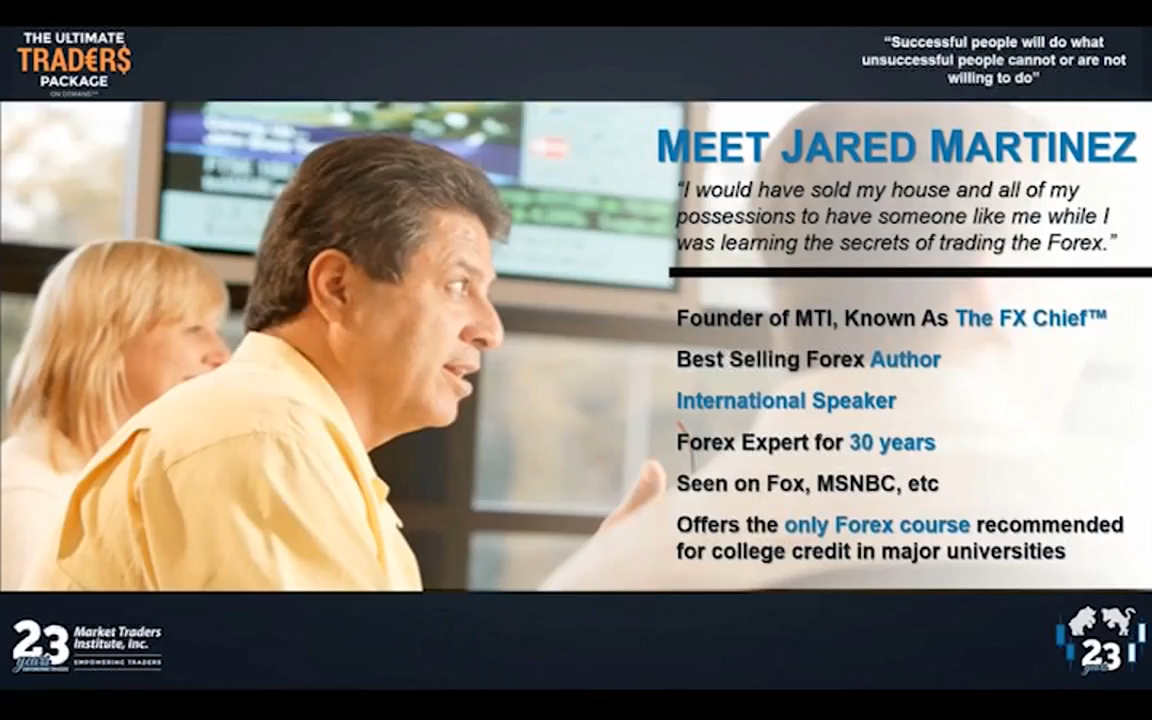 THE ULTIMATE
TRAD€R$
PACKAGE
ON DEMAND™
“Successful people will do what
unsuccessful people cannot or are not
willing to do”
MEET JARED MARTINEZ
“I would have sold my house and all of my
possessions to have someone like me while I
was learning the secrets of trading the Forex.”
Founder of MTI, Known As The FX Chief™
Best Selling Forex Author
International Speaker
Forex Expert for 30 years
Seen on Fox, MSNBC, etc
Offers the only Forex course recommended
for college credit in major universities
23
years
Market Traders
Institute, Inc.
EMPOWERING TRADERS
23
years